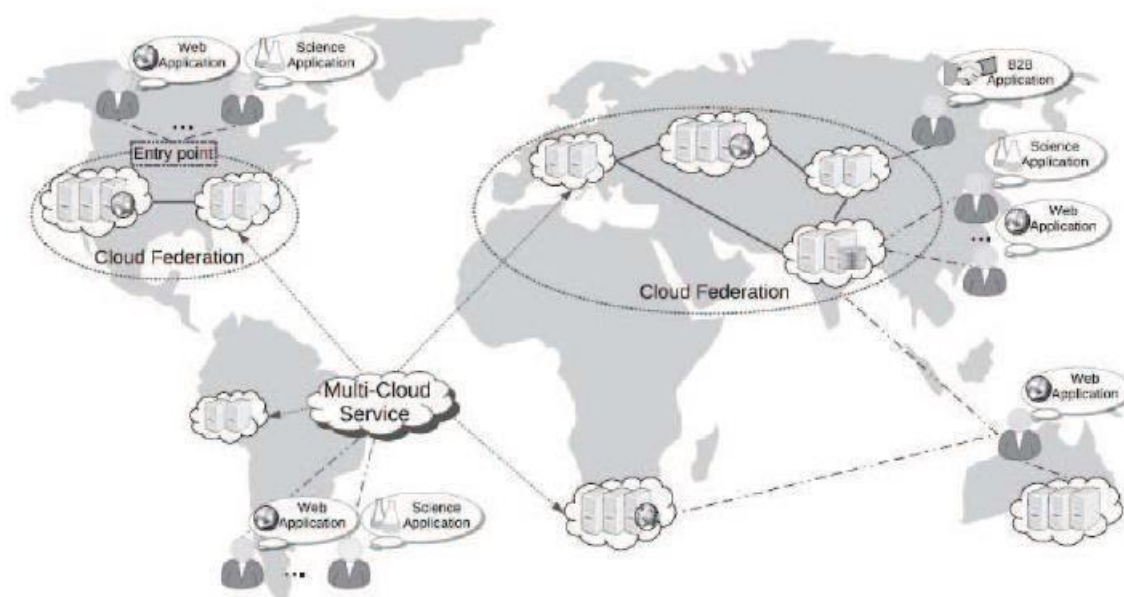 Web
Application
Science
Application
B2B
Application
Entry point
Science
Application
Web
Application
Cloud Federation
Cloud Federation
Multi-Cloud
Service
Web
Application
Web
Application
Science
Application